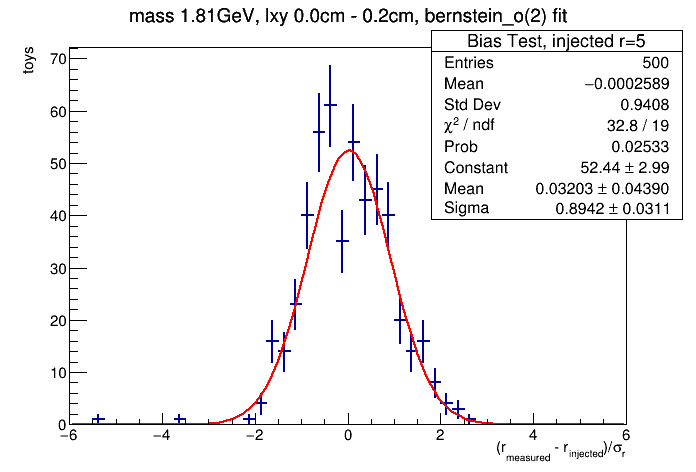 mass 1.81GeV, lxy 0.0cm - 0.2cm, bernstein_o(2) fit
toys
Bias Test, injected r=5
Entries 500
Mean −0.0002589
Std Dev 0.9408
χ² / ndf 32.8 / 19
Prob 0.02533
Constant 52.44 ± 2.99
Mean 0.03203 ± 0.04390
Sigma 0.8942 ± 0.0311
70
60
50
40
30
20
10
0
−6 −4 −2 0 2 4 6
(r_measured - r_injected)/σ_r